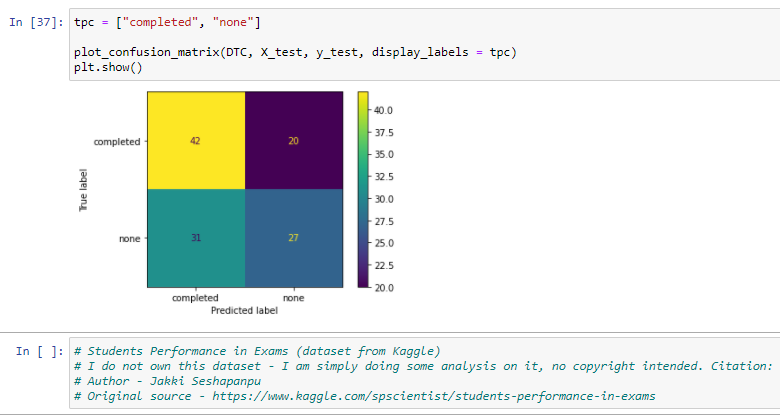 In [37]: tpc = ["completed", "none"]
plot_confusion_matrix(DTC, X_test, y_test, display_labels = tpc)
plt.show()
40.0
completed 42 20
37.5
35.0
32.5
True label
30.0
27.5
none 31 27
25.0
22.5
20.0
completed none
Predicted label
In [ ]: # Students Performance in Exams (dataset from Kaggle)
# I do not own this dataset - I am simply doing some analysis on it, no copyright intended. Citation:
# Author - Jakki Seshapanpu
# Original source - https://www.kaggle.com/spscientist/students-performance-in-exams